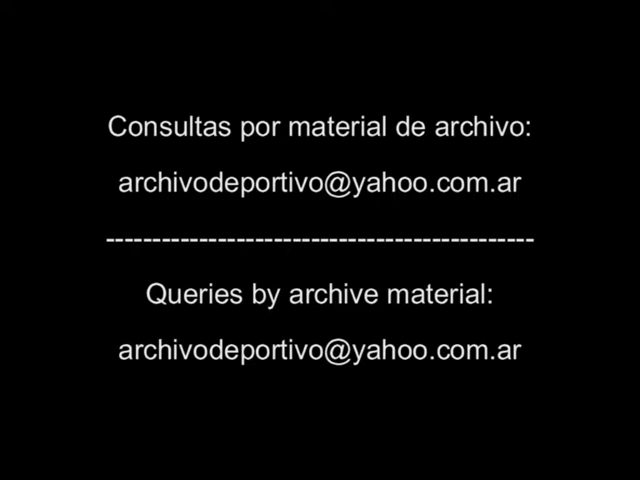 Consultas por material de archivo:
archivodeportivo@yahoo.com.ar
-----------------------------------------------
Queries by archive material:
archivodeportivo@yahoo.com.ar